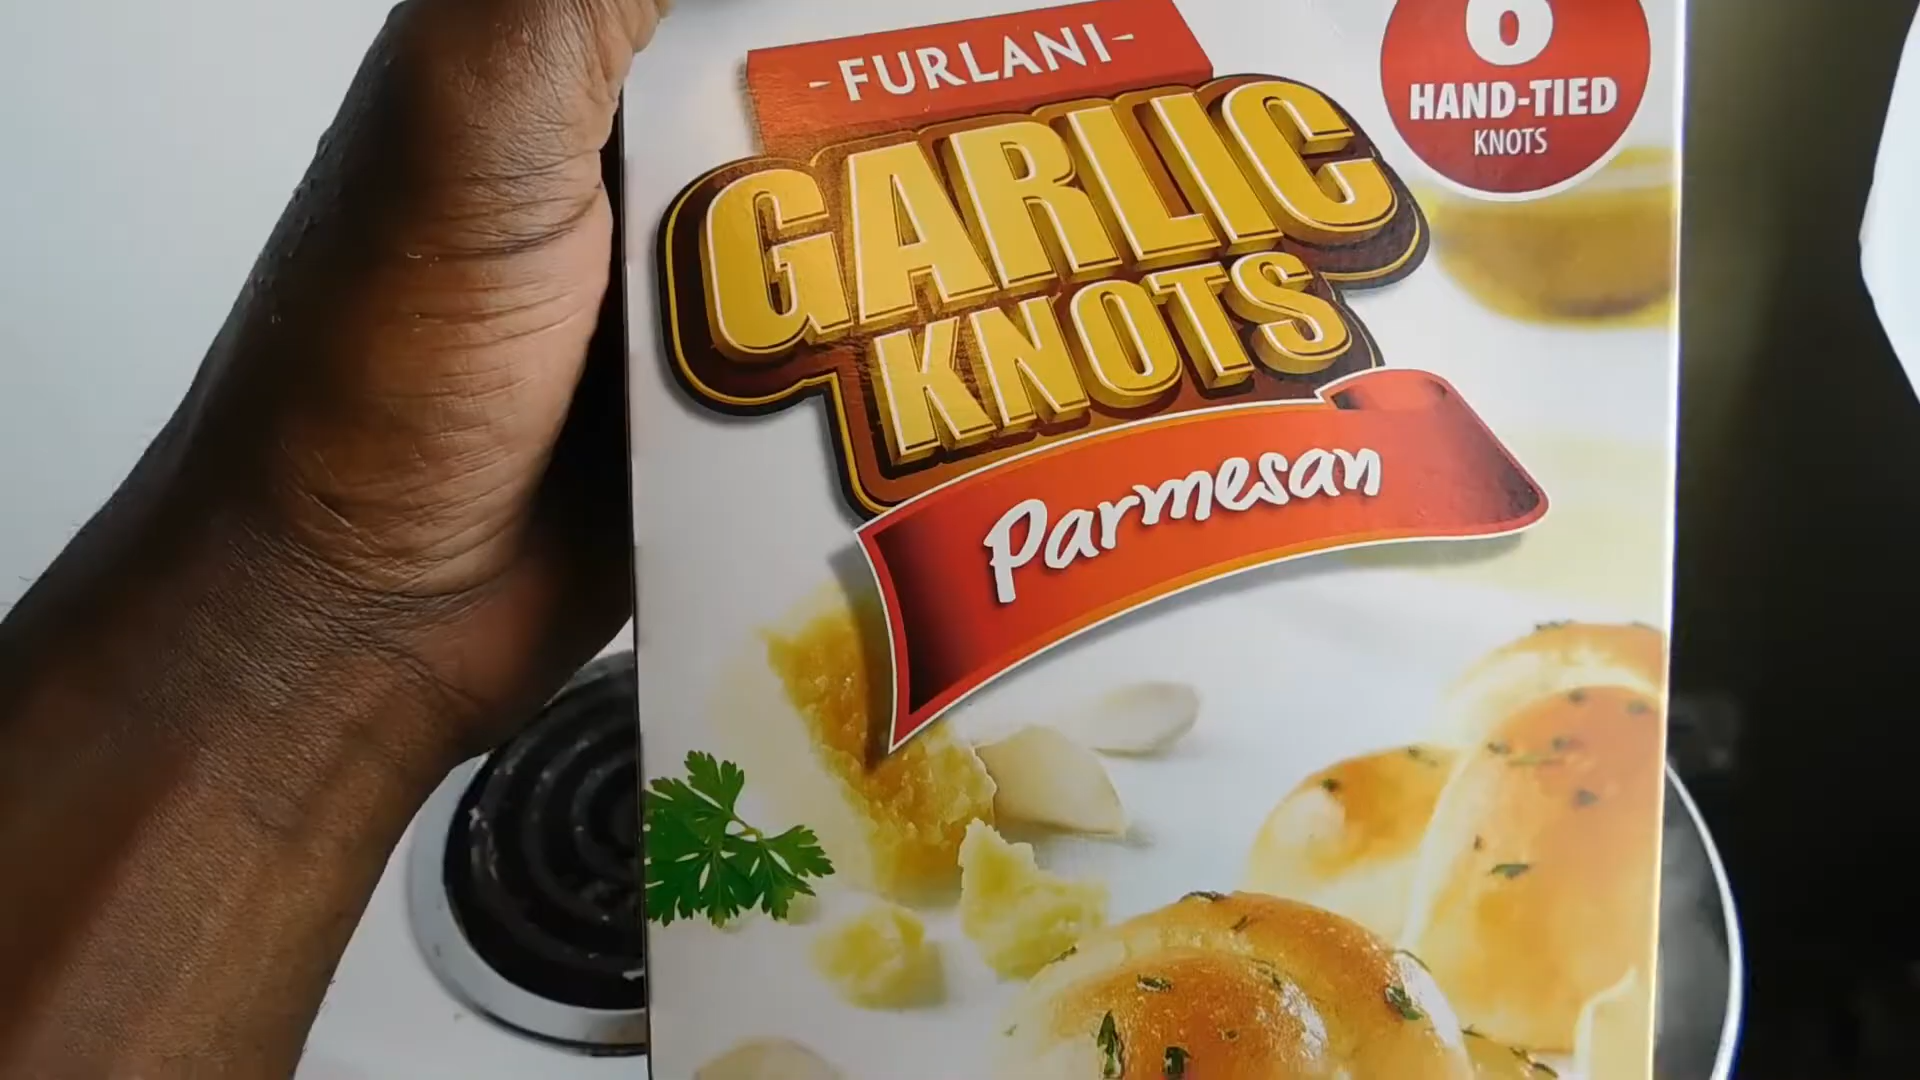 -FURLANI-
GARLIC
KNOTS
Parmesan
6
HAND-TIED
KNOTS